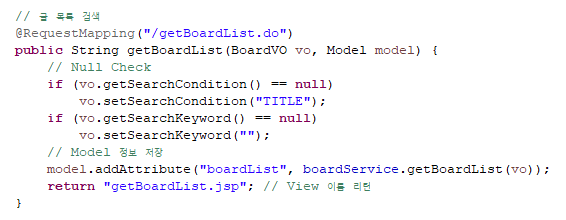 // 글 목록 검색
@RequestMapping("/getBoardList.do")
public String getBoardList(BoardVO vo, Model model) {
    // Null Check
    if (vo.getSearchCondition() == null)
        vo.setSearchCondition("TITLE");
    if (vo.getSearchKeyword() == null)
        vo.setSearchKeyword("");
    // Model 정보 저장
    model.addAttribute("boardList", boardService.getBoardList(vo));
    return "getBoardList.jsp"; // View 이름 리턴
}